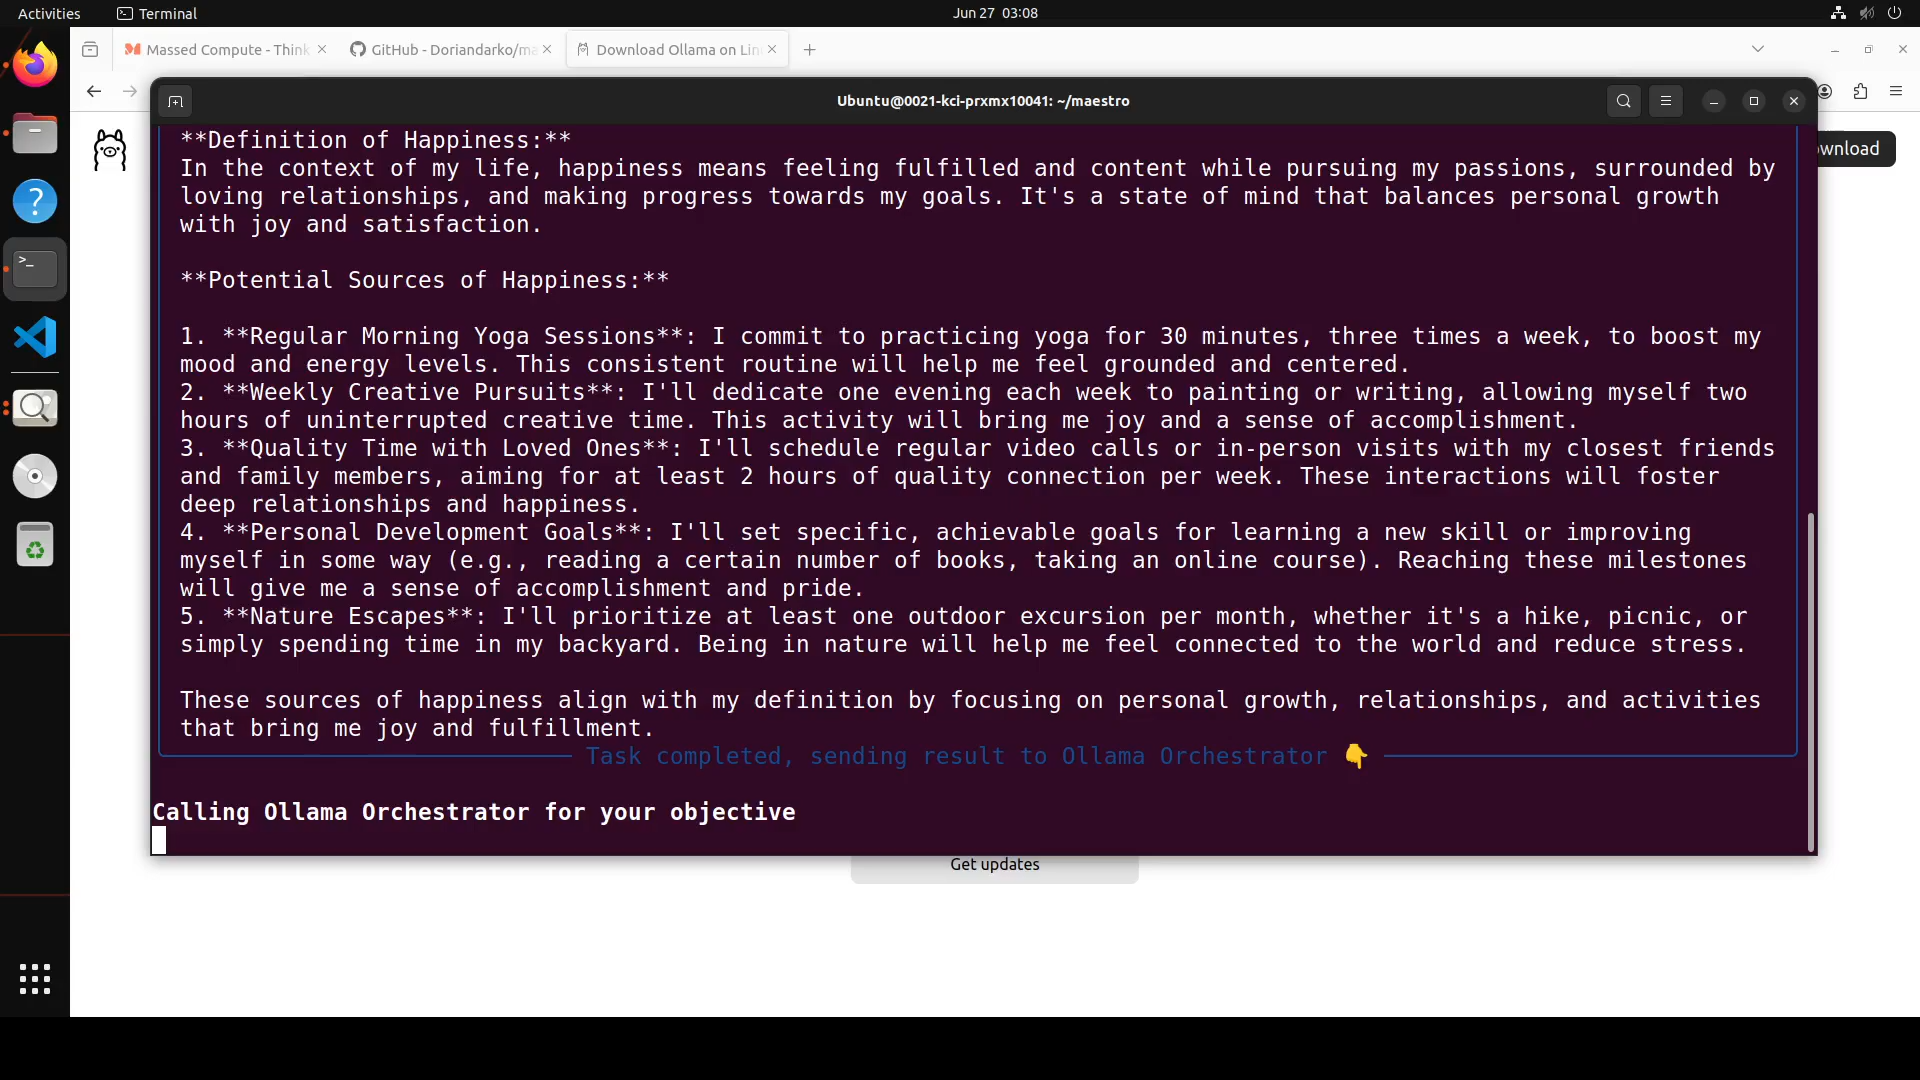 Activities
Terminal
Jun 27 03:08
Massed Compute - Think
GitHub - Doriandarko/ma
Download Ollama on Lin
Ubuntu@0021-kci-prxmx10041: ~/maestro
wnload
**Definition of Happiness:**
In the context of my life, happiness means feeling fulfilled and content while pursuing my passions, surrounded by
loving relationships, and making progress towards my goals. It's a state of mind that balances personal growth
with joy and satisfaction.
**Potential Sources of Happiness:**
1. **Regular Morning Yoga Sessions**: I commit to practicing yoga for 30 minutes, three times a week, to boost my
mood and energy levels. This consistent routine will help me feel grounded and centered.
2. **Weekly Creative Pursuits**: I'll dedicate one evening each week to painting or writing, allowing myself two
hours of uninterrupted creative time. This activity will bring me joy and a sense of accomplishment.
3. **Quality Time with Loved Ones**: I'll schedule regular video calls or in-person visits with my closest friends
and family members, aiming for at least 2 hours of quality connection per week. These interactions will foster
deep relationships and happiness.
4. **Personal Development Goals**: I'll set specific, achievable goals for learning a new skill or improving
myself in some way (e.g., reading a certain number of books, taking an online course). Reaching these milestones
will give me a sense of accomplishment and pride.
5. **Nature Escapes**: I'll prioritize at least one outdoor excursion per month, whether it's a hike, picnic, or
simply spending time in my backyard. Being in nature will help me feel connected to the world and reduce stress.
These sources of happiness align with my definition by focusing on personal growth, relationships, and activities
that bring me joy and fulfillment.
Task completed, sending result to Ollama Orchestrator 👇
Calling Ollama Orchestrator for your objective
Get updates